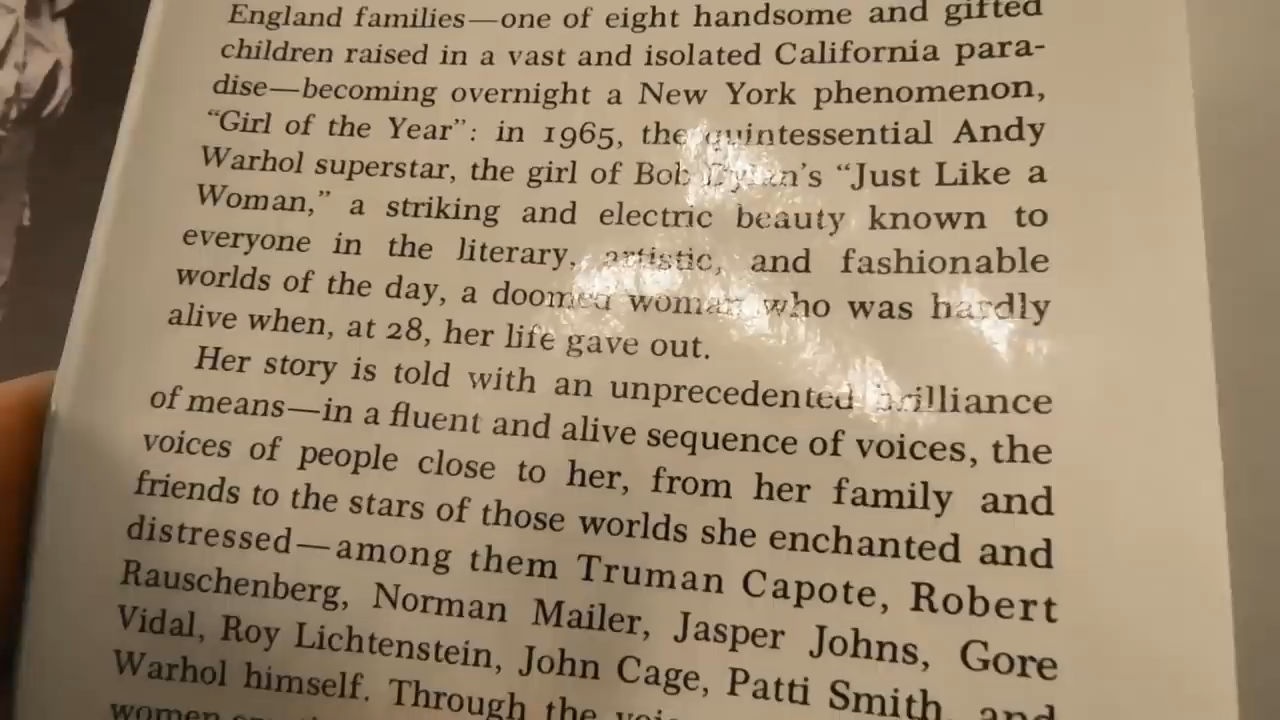 England families—one of eight handsome and gifted
children raised in a vast and isolated California para-
dise—becoming overnight a New York phenomenon,
“Girl of the Year”: in 1965, the quintessential Andy
Warhol superstar, the girl of Bob Dylan's “Just Like a
Woman,” a striking and electric beauty known to
everyone in the literary, artistic, and fashionable
worlds of the day, a doomed woman who was hardly
alive when, at 28, her life gave out.
Her story is told with an unprecedented brilliance
of means—in a fluent and alive sequence of voices, the
voices of people close to her, from her family and
friends to the stars of those worlds she enchanted and
distressed—among them Truman Capote, Robert
Rauschenberg, Norman Mailer, Jasper Johns, Gore
Vidal, Roy Lichtenstein, John Cage, Patti Smith, and
Warhol himself. Through the
women